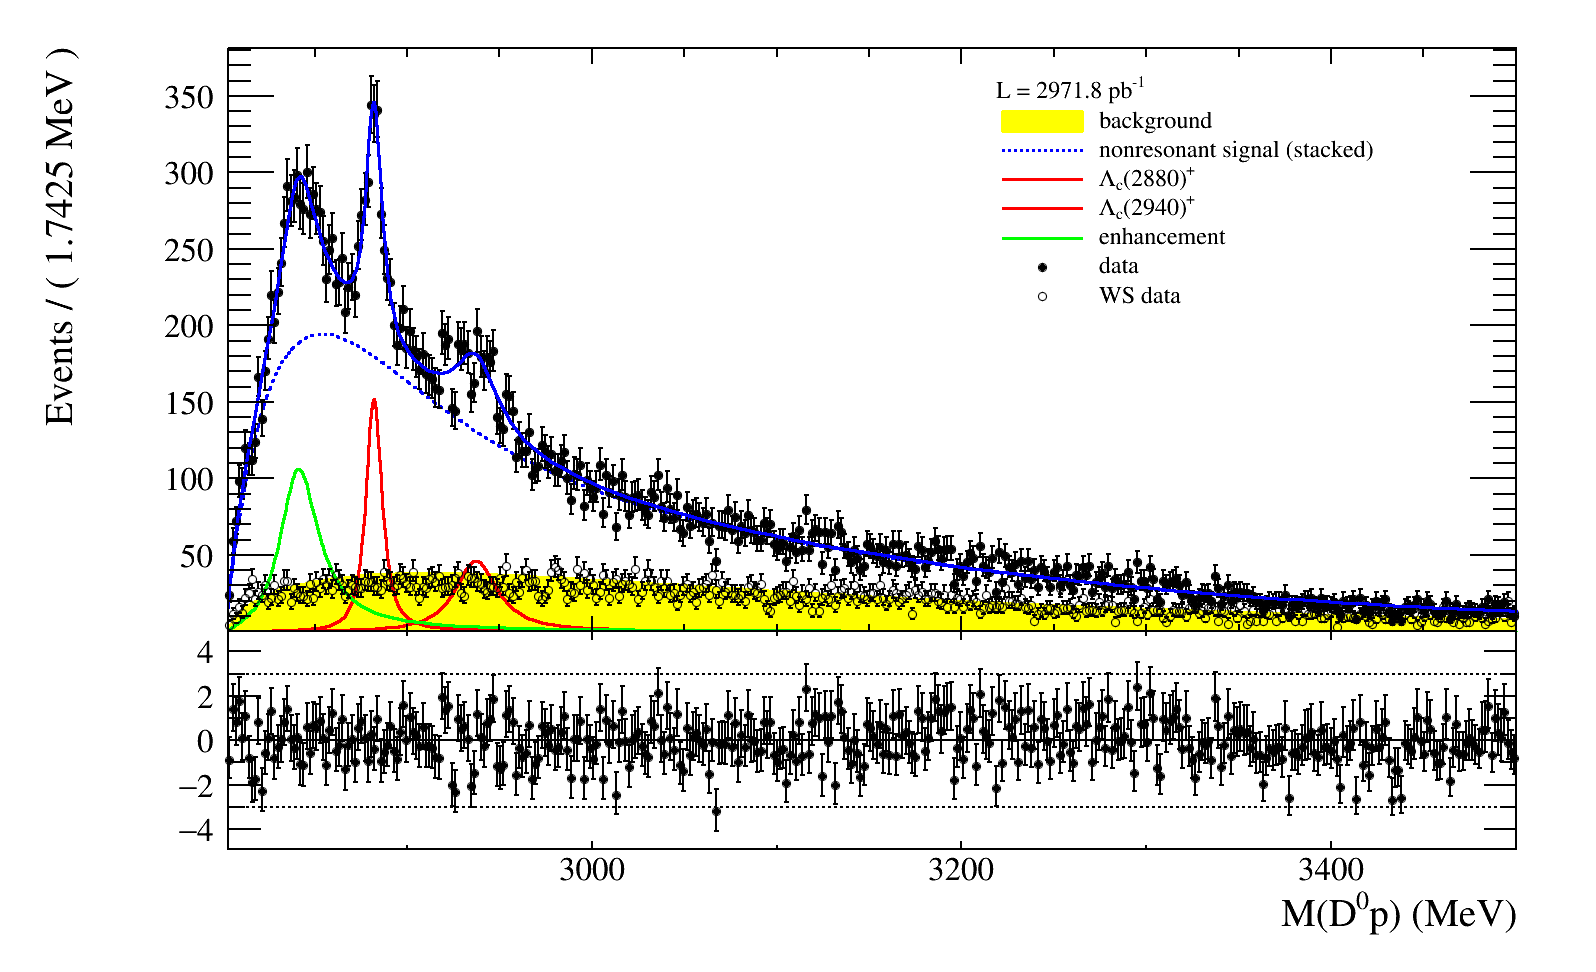 Events / ( 1.7425 MeV )
350
300
250
200
150
100
50
L = 2971.8 pb⁻¹
background
nonresonant signal (stacked)
Λc(2880)⁺
Λc(2940)⁺
enhancement
data
WS data
4
2
0
−2
−4
3000 3200 3400
M(D⁰p) (MeV)